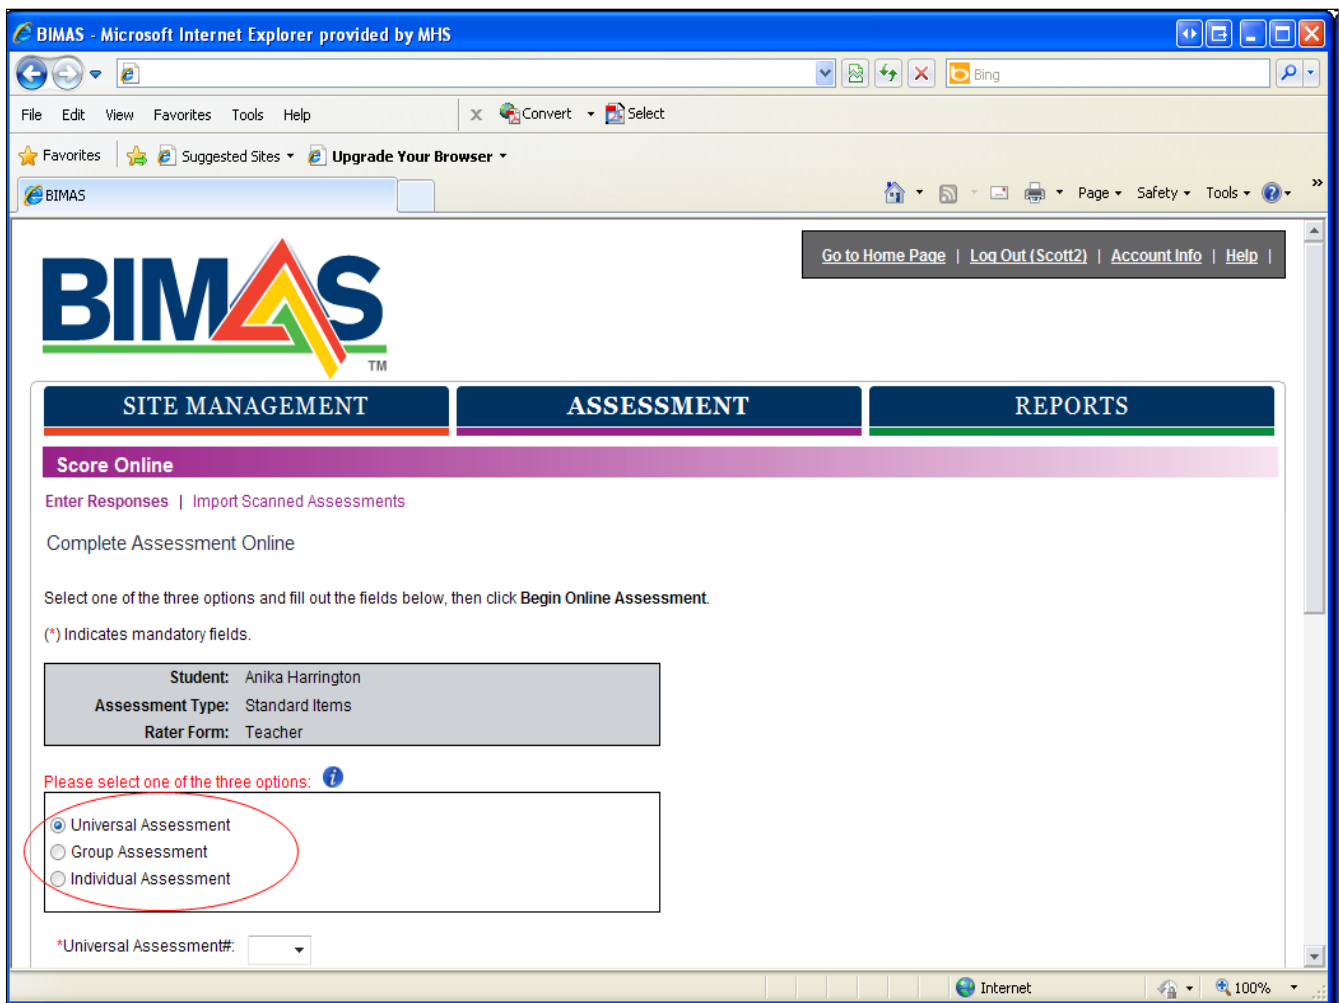 BIMAS - Microsoft Internet Explorer provided by MHS
Bing
File Edit View Favorites Tools Help x Convert Select
Favorites Suggested Sites Upgrade Your Browser
BIMAS Page Safety Tools »
Go to Home Page | Log Out (Scott2) | Account Info | Help |
BIMAS
TM
SITE MANAGEMENT ASSESSMENT REPORTS
Score Online
Enter Responses | Import Scanned Assessments
Complete Assessment Online
Select one of the three options and fill out the fields below, then click Begin Online Assessment.
(*) Indicates mandatory fields.
Student: Anika Harrington
Assessment Type: Standard Items
Rater Form: Teacher
Please select one of the three options: i
Universal Assessment
Group Assessment
Individual Assessment
*Universal Assessment#:
Internet 100%